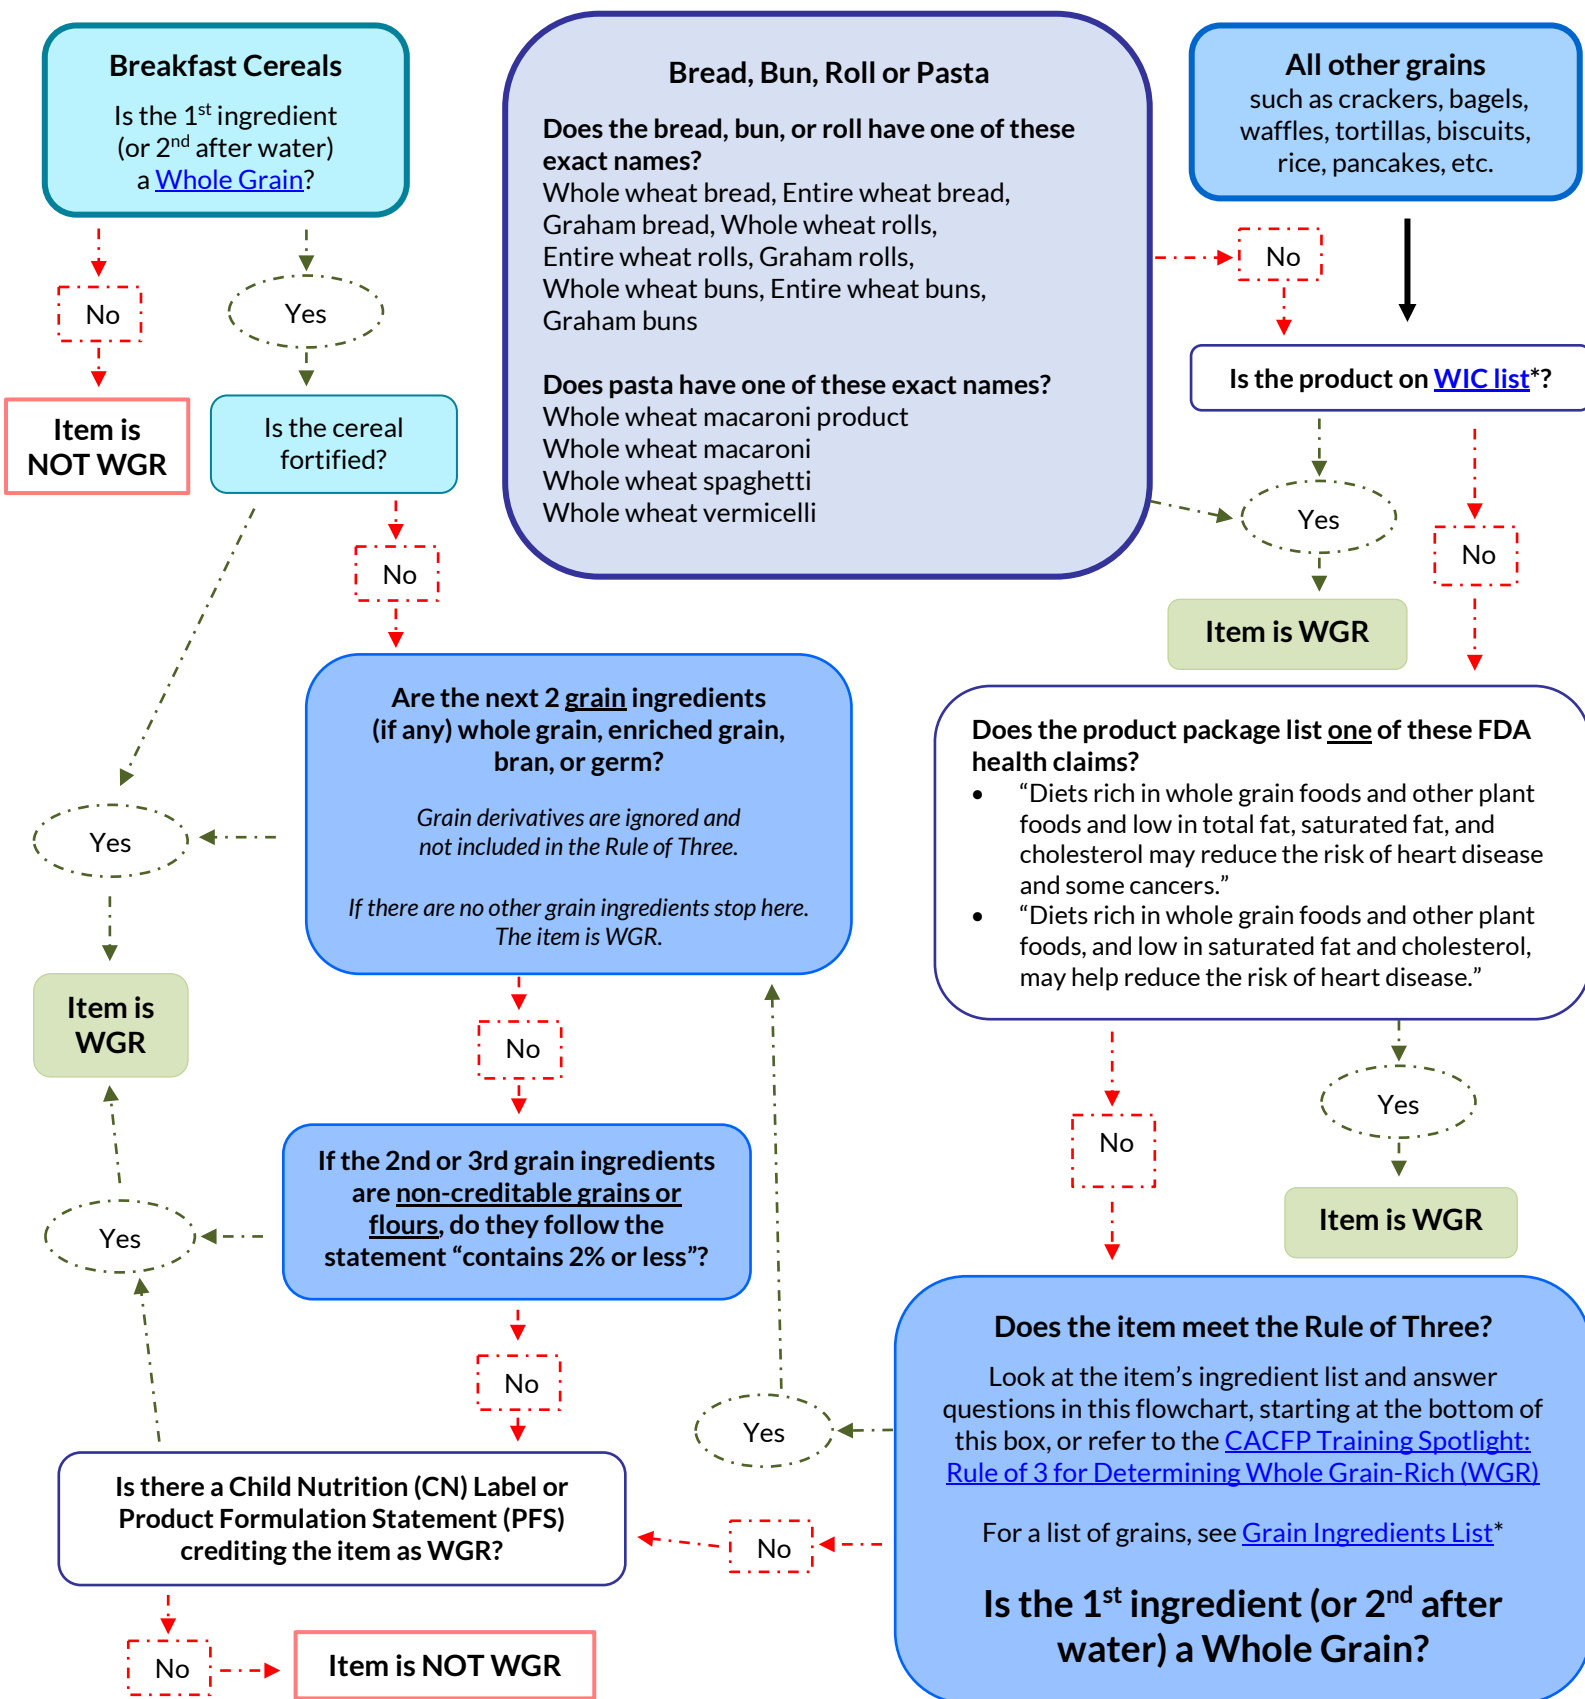 Breakfast Cereals
Is the 1st ingredient
(or 2nd after water)
a Whole Grain?
No
Yes
Item is
NOT WGR
Is the cereal
fortified?
No
Bread, Bun, Roll or Pasta
Does the bread, bun, or roll have one of these
exact names?
Whole wheat bread, Entire wheat bread,
Graham bread, Whole wheat rolls,
Entire wheat rolls, Graham rolls,
Whole wheat buns, Entire wheat buns,
Graham buns
Does pasta have one of these exact names?
Whole wheat macaroni product
Whole wheat macaroni
Whole wheat spaghetti
Whole wheat vermicelli
All other grains
such as crackers, bagels,
waffles, tortillas, biscuits,
rice, pancakes, etc.
No
Is the product on WIC list*?
Yes
No
Item is WGR
Are the next 2 grain ingredients
(if any) whole grain, enriched grain,
bran, or germ?
Grain derivatives are ignored and
not included in the Rule of Three.
If there are no other grain ingredients stop here.
The item is WGR.
Yes
Item is
WGR
No
If the 2nd or 3rd grain ingredients
are non-creditable grains or
flours, do they follow the
statement “contains 2% or less”?
Yes
No
Does the product package list one of these FDA
health claims?
• “Diets rich in whole grain foods and other plant
foods and low in total fat, saturated fat, and
cholesterol may reduce the risk of heart disease
and some cancers.”
• “Diets rich in whole grain foods and other plant
foods, and low in saturated fat and cholesterol,
may help reduce the risk of heart disease.”
No
Yes
Item is WGR
Does the item meet the Rule of Three?
Look at the item’s ingredient list and answer
questions in this flowchart, starting at the bottom of
this box, or refer to the CACFP Training Spotlight:
Rule of 3 for Determining Whole Grain-Rich (WGR)
For a list of grains, see Grain Ingredients List*
Is the 1st ingredient (or 2nd after
water) a Whole Grain?
Yes
No
Is there a Child Nutrition (CN) Label or
Product Formulation Statement (PFS)
crediting the item as WGR?
No
Item is NOT WGR